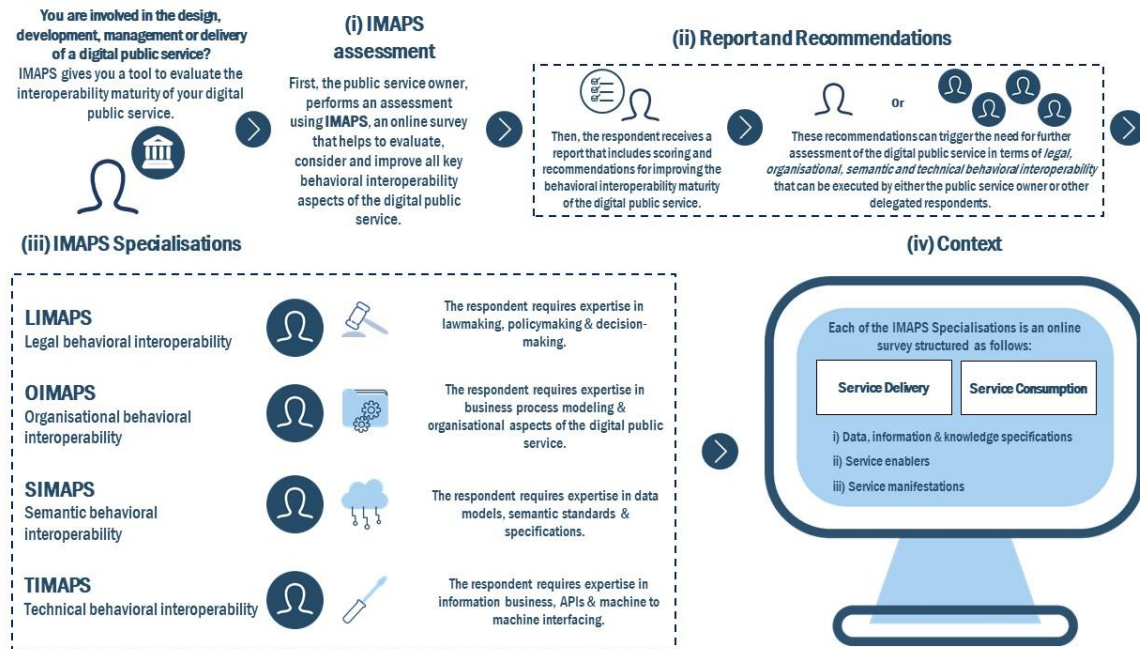 You are involved in the design,
development, management or delivery
of a digital public service?
IMAPS gives you a tool to evaluate the
interoperability maturity of your digital
public service.
(i) IMAPS
assessment
First, the public service owner,
performs an assessment
using IMAPS, an online survey
that helps to evaluate,
consider and improve all key
behavioral interoperability
aspects of the digital public
service.
(ii) Report and Recommendations
Then, the respondent receives a
report that includes scoring and
recommendations for improving the
behavioral interoperability maturity
of the digital public service.
Or
These recommendations can trigger the need for further
assessment of the digital public service in terms of legal,
organisational, semantic and technical behavioral interoperability
that can be executed by either the public service owner or other
delegated respondents.
(iii) IMAPS Specialisations
LIMAPS
Legal behavioral interoperability
The respondent requires expertise in
lawmaking, policymaking & decision-
making.
OIMAPS
Organisational behavioral
interoperability
The respondent requires expertise in
business process modeling &
organisational aspects of the digital public
service.
SIMAPS
Semantic behavioral
interoperability
The respondent requires expertise in data
models, semantic standards &
specifications.
TIMAPS
Technical behavioral interoperability
The respondent requires expertise in
information business, APIs & machine to
machine interfacing.
(iv) Context
Each of the IMAPS Specialisations is an online
survey structured as follows:
Service Delivery
Service Consumption
i) Data, information & knowledge specifications
ii) Service enablers
iii) Service manifestations